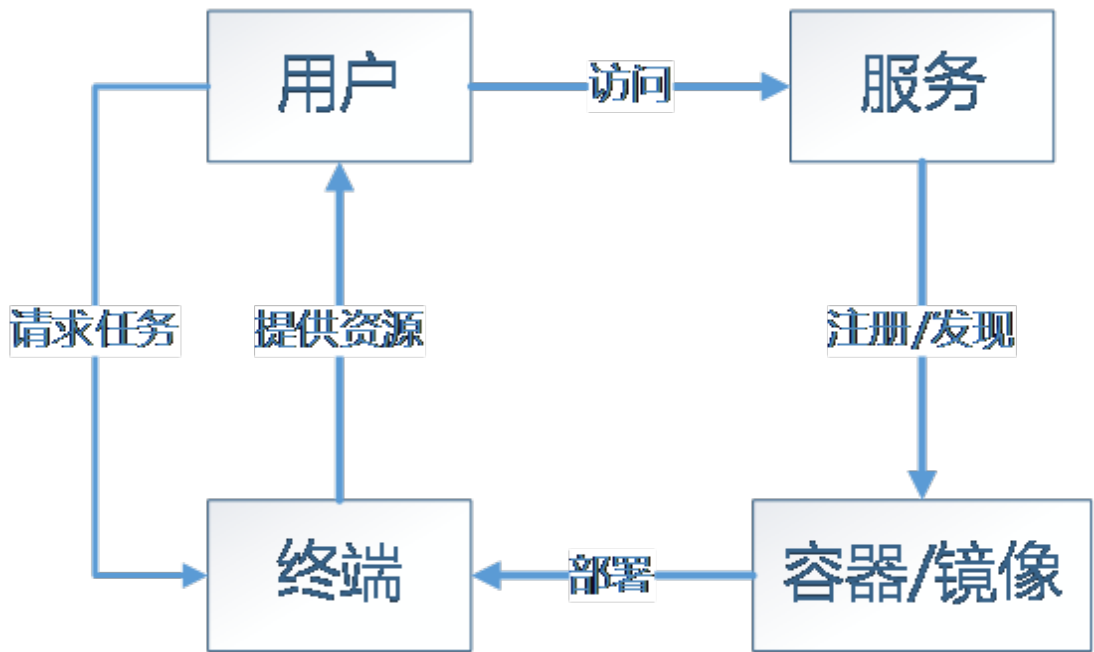 用户
访问
服务
请求任务
提供资源
注册/发现
终端
部署
容器/镜像